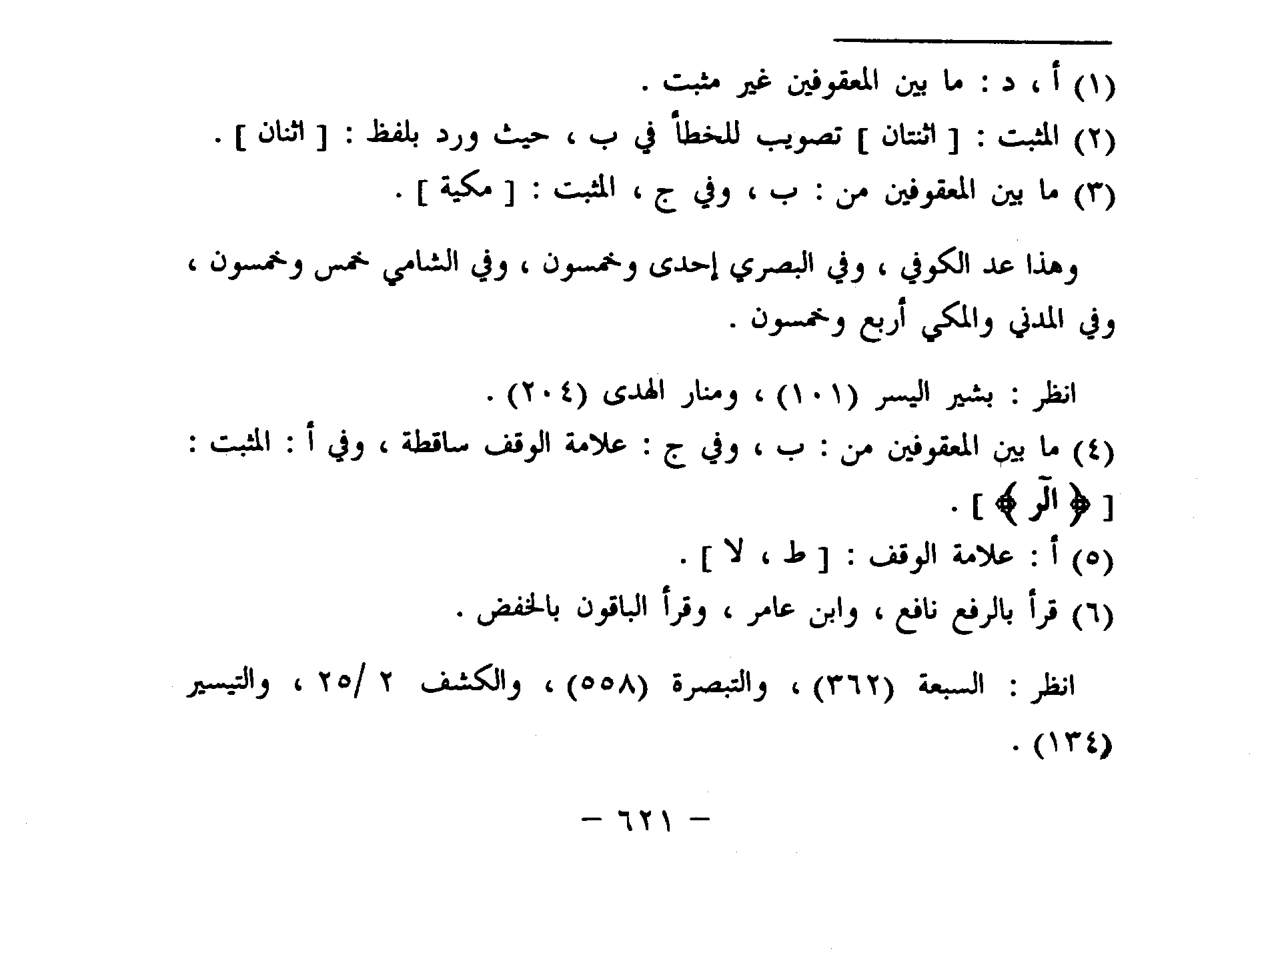 (١) أ ، د : ما بين المعقوفين غير مثبت .
(٢) المثبت : [ اثنتان ] تصويب للخطأ في ب ، حيث ورد بلفظ : [ اثنان ] .
(٣) ما بين المعقوفين من : ب ، وفي ج ، المثبت : [ مكية ] .
وهذا عد الكوفي ، وفي البصري إحدى وخمسون ، وفي الشامي خمس وخمسون ،
وفي المدني والمكي أربع وخمسون .
انظر : بشير اليسر (١٠١) ، ومنار الهدى (٢٠٤) .
(٤) ما بين المعقوفين من : ب ، وفي ج : علامة الوقف ساقطة ، وفي أ : المثبت :
[ ﴿ الٓر ﴾ ] .
(٥) أ : علامة الوقف : [ ط ، لا ] .
(٦) قرأ بالرفع نافع ، وابن عامر ، وقرأ الباقون بالخفض .
انظر : السبعة (٣٦٢) ، والتبصرة (٥٥٨) ، والكشف ٢ /٢٥ ، والتيسير
(١٣٤) .
– ٦٢١ –